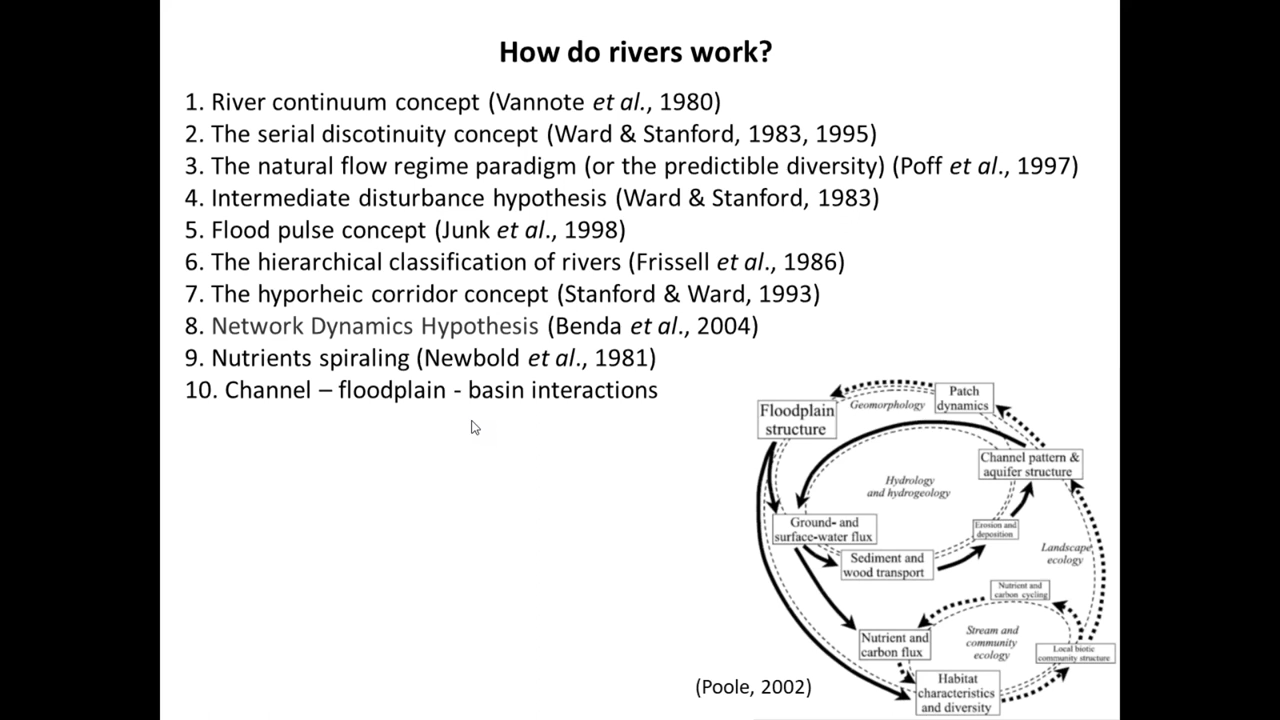 How do rivers work?
1. River continuum concept (Vannote et al., 1980)
2. The serial discotinuity concept (Ward & Stanford, 1983, 1995)
3. The natural flow regime paradigm (or the predictible diversity) (Poff et al., 1997)
4. Intermediate disturbance hypothesis (Ward & Stanford, 1983)
5. Flood pulse concept (Junk et al., 1998)
6. The hierarchical classification of rivers (Frissell et al., 1986)
7. The hyporheic corridor concept (Stanford & Ward, 1993)
8. Network Dynamics Hypothesis (Benda et al., 2004)
9. Nutrients spiraling (Newbold et al., 1981)
10. Channel – floodplain - basin interactions
Patch
dynamics
Geomorphology
Floodplain
structure
Channel pattern &
aquifer structure
Hydrology
and hydrogeology
Ground- and
surface-water flux
Erosion and
deposition
Sediment and
wood transport
Landscape
ecology
Nutrient and
carbon cycling
Nutrient and
carbon flux
Stream and
community
ecology
Local biotic
community structure
Habitat
characteristics
and diversity
(Poole, 2002)